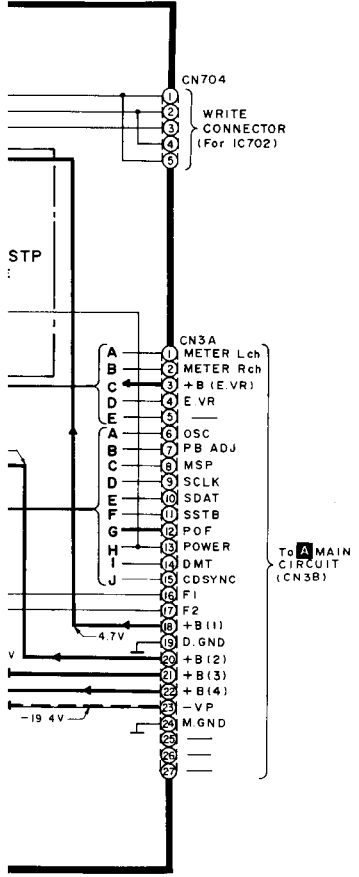 CN704
1
2 WRITE
3 CONNECTOR
4 (For IC702)
5
STP
CN3A
A 1 METER Lch
B 2 METER Rch
C 3 +B (E.VR)
D 4 E.VR
E 5 —
A 6 OSC
B 7 PB ADJ
C 8 MSP
D 9 SCLK
E 10 SDAT
F 11 SSTB
G 12 POF
H 13 POWER
I 14 DMT
J 15 CDSYNC
To A MAIN
CIRCUIT
(CN3B)
16 F1
17 F2
18 +B(1)
4.7V
19 D.GND
V 20 +B(2)
21 +B(3)
22 +B(4)
23 -VP
-19 4V
24 M.GND
25 —
26 —
27 —